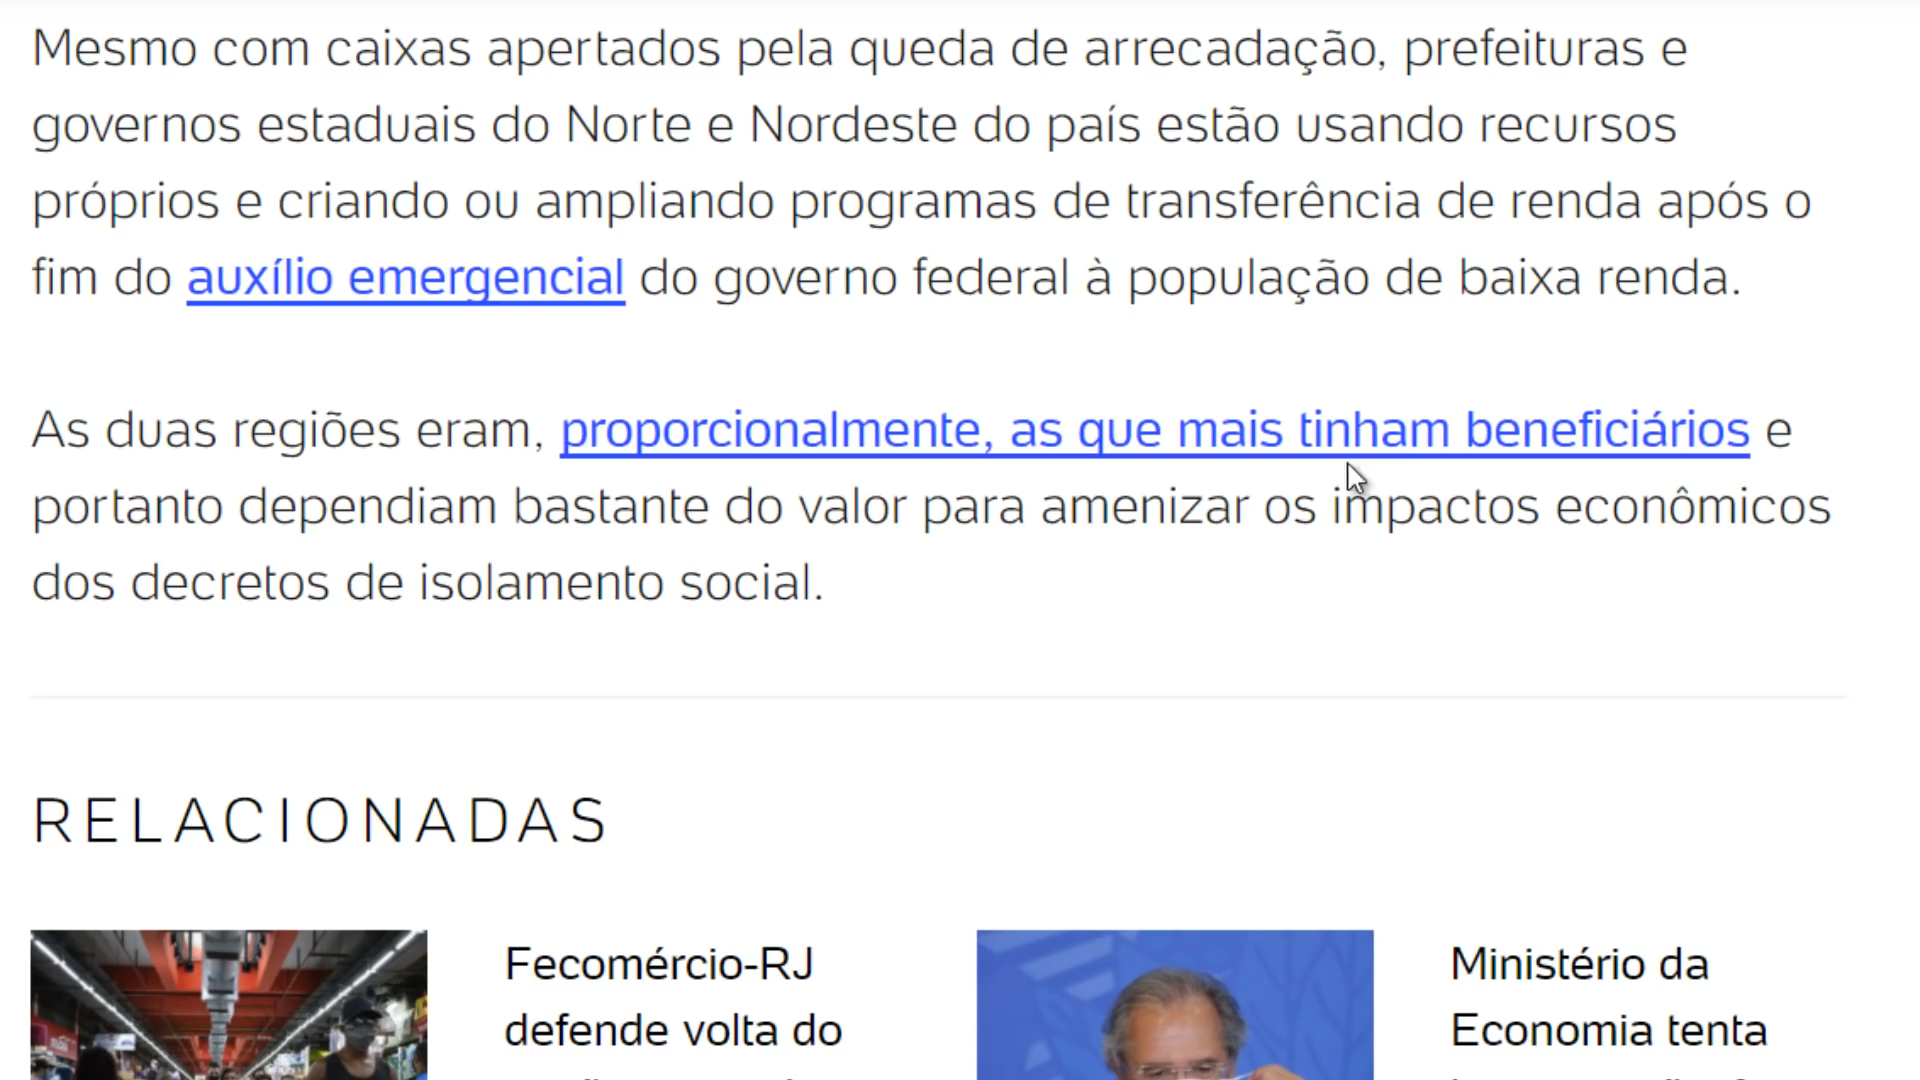 Mesmo com caixas apertados pela queda de arrecadação, prefeituras e
governos estaduais do Norte e Nordeste do país estão usando recursos
próprios e criando ou ampliando programas de transferência de renda após o
fim do auxílio emergencial do governo federal à população de baixa renda.
As duas regiões eram, proporcionalmente, as que mais tinham beneficiários e
portanto dependiam bastante do valor para amenizar os impactos econômicos
dos decretos de isolamento social.
RELACIONADAS
Fecomércio-RJ
defende volta do
Ministério da
Economia tenta